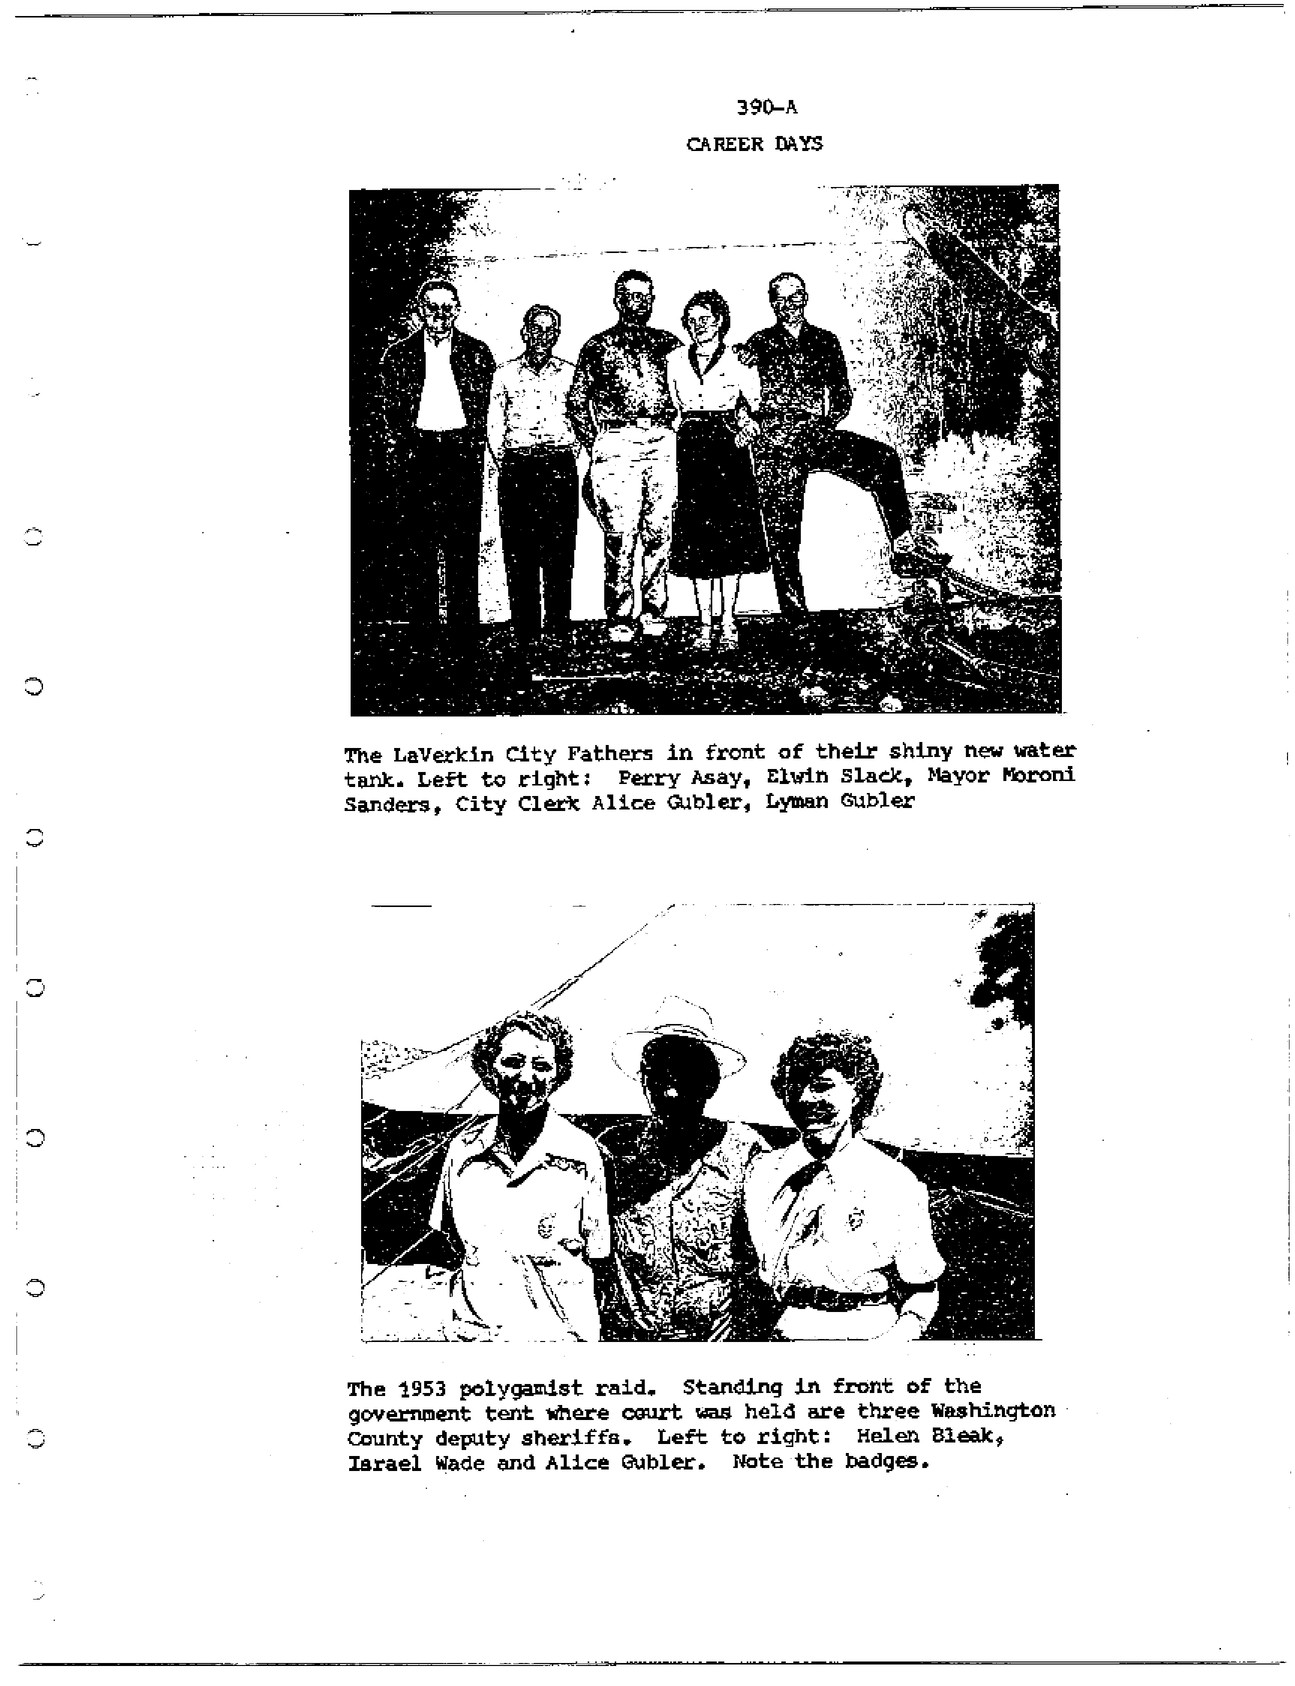 390-A
CAREER DAYS
The LaVerkin City Fathers in front of their shiny new water
tank. Left to right: Perry Asay, Elwin Slack, Mayor Moroni
Sanders, City Clerk Alice Gubler, Lyman Gubler
The 1953 polygamist raid. Standing in front of the
government tent where court was held are three Washington
County deputy sheriffs. Left to right: Helen Bleak,
Israel Wade and Alice Gubler. Note the badges.